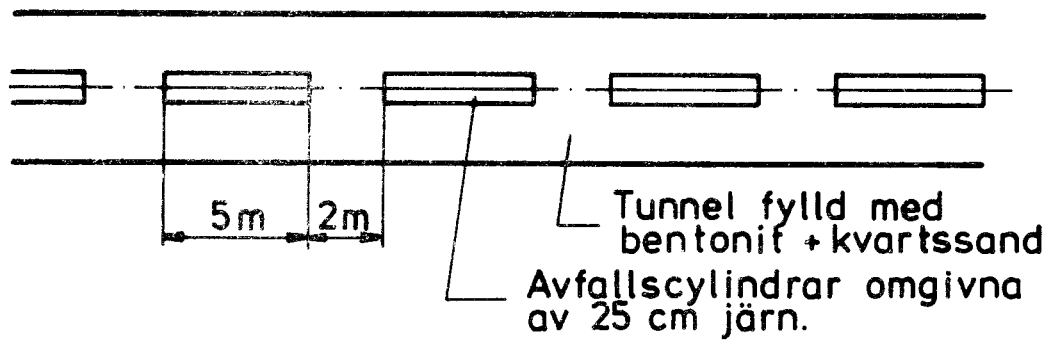 5m 2m
Tunnel fylld med
bentonit + kvartssand
Avfallscylindrar omgivna
av 25 cm järn.